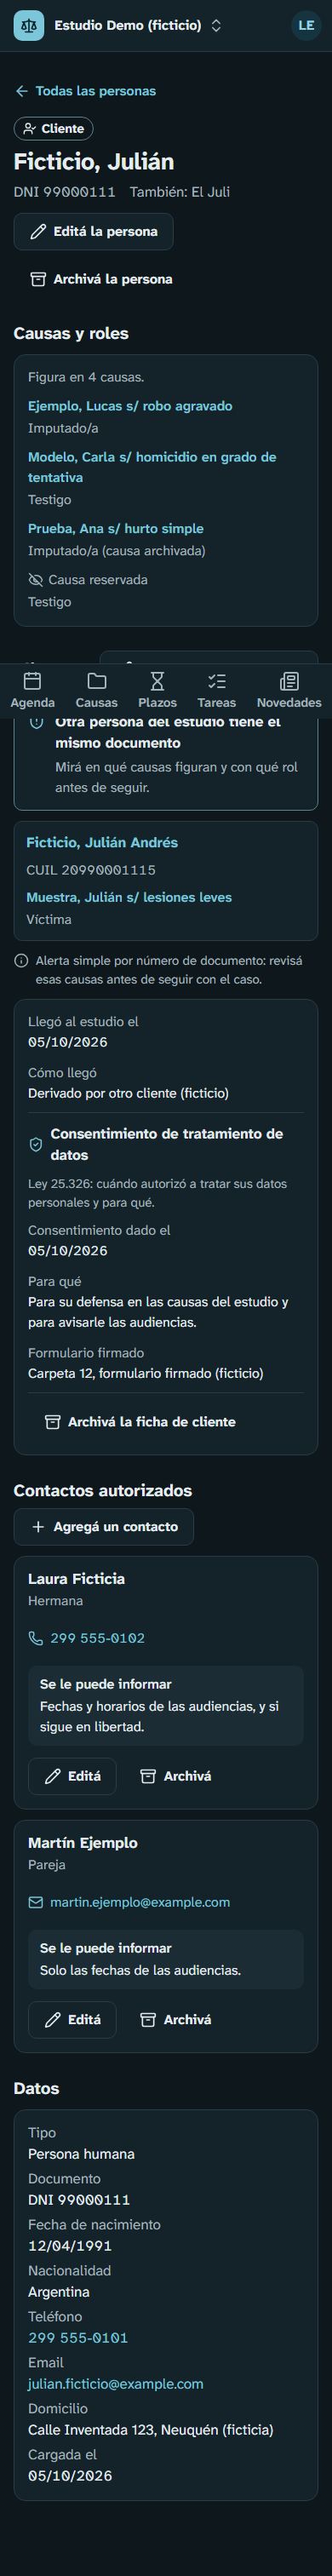 Estudio Demo (ficticio)
LE
Todas las personas
Cliente
Ficticio, Julián
DNI 99000111 También: El Juli
Editá la persona
Archivá la persona
Causas y roles
Figura en 4 causas.
Ejemplo, Lucas s/ robo agravado
Imputado/a
Modelo, Carla s/ homicidio en grado de
tentativa
Testigo
Prueba, Ana s/ hurto simple
Imputado/a (causa archivada)
Causa reservada
Testigo
Agenda
Causas
Plazos
Tareas
Novedades
Otra persona del estudio tiene el
mismo documento
Mirá en qué causas figuran y con qué rol
antes de seguir.
Ficticio, Julián Andrés
CUIL 20990001115
Muestra, Julián s/ lesiones leves
Víctima
Alerta simple por número de documento: revisá
esas causas antes de seguir con el caso.
Llegó al estudio el
05/10/2026
Cómo llegó
Derivado por otro cliente (ficticio)
Consentimiento de tratamiento de
datos
Ley 25.326: cuándo autorizó a tratar sus datos
personales y para qué.
Consentimiento dado el
05/10/2026
Para qué
Para su defensa en las causas del estudio y
para avisarle las audiencias.
Formulario firmado
Carpeta 12, formulario firmado (ficticio)
Archivá la ficha de cliente
Contactos autorizados
Agregá un contacto
Laura Ficticia
Hermana
299 555-0102
Se le puede informar
Fechas y horarios de las audiencias, y si
sigue en libertad.
Editá
Archivá
Martín Ejemplo
Pareja
martin.ejemplo@example.com
Se le puede informar
Solo las fechas de las audiencias.
Editá
Archivá
Datos
Tipo
Persona humana
Documento
DNI 99000111
Fecha de nacimiento
12/04/1991
Nacionalidad
Argentina
Teléfono
299 555-0101
Email
julian.ficticio@example.com
Domicilio
Calle Inventada 123, Neuquén (ficticia)
Cargada el
05/10/2026